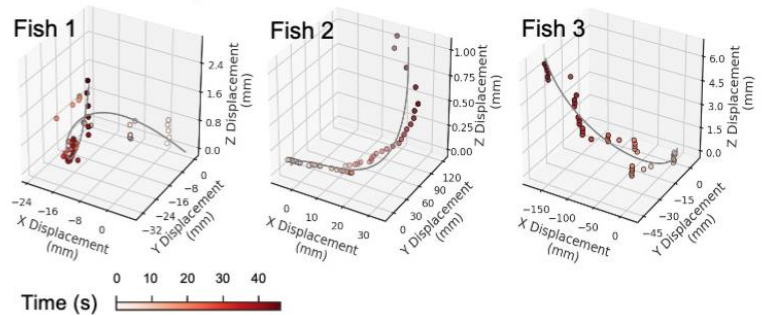 Fish 1
Fish 2
Fish 3
2.4
1.6
0.8
0.0
Z Displacement
(mm)
−24
−16
−8
0
X Displacement
(mm)
−32
−24
−16
−8
0
Y Displacement
(mm)
1.00
0.75
0.50
0.25
0.00
Z Displacement
(mm)
0
10
20
30
X Displacement
(mm)
0
30
60
90
120
Y Displacement
(mm)
6.0
4.5
3.0
1.5
0.0
Z Displacement
(mm)
−150
−100
−50
0
X Displacement
(mm)
−45
−30
−15
0
Y Displacement
(mm)
0 10 20 30 40
Time (s)